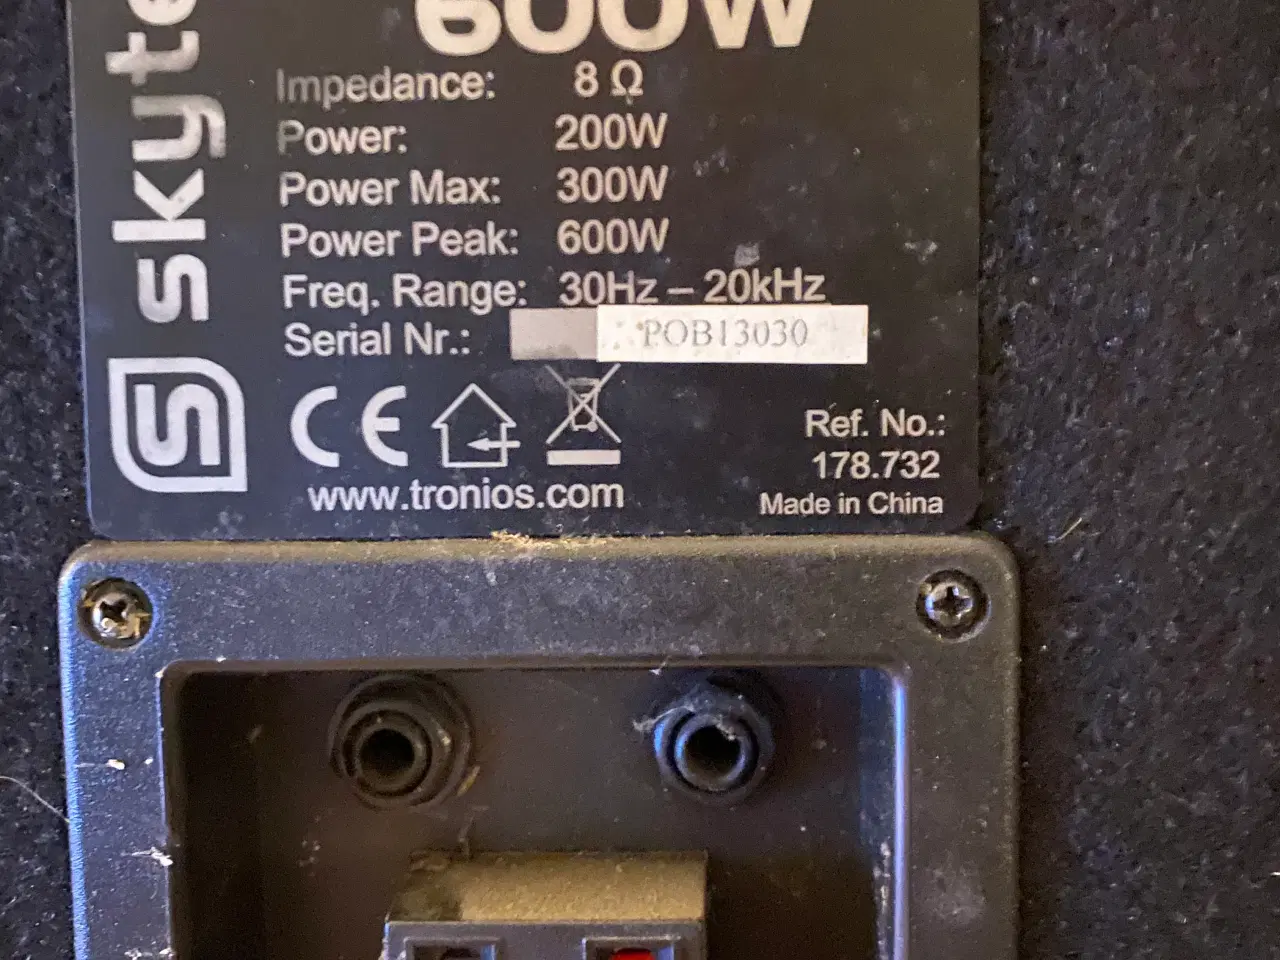 skyte
600W
Impedance: 8 Ω
Power: 200W
Power Max: 300W
Power Peak: 600W
Freq. Range: 30Hz – 20kHz
Serial Nr.: POB13030
CE
Ref. No.:
178.732
www.tronios.com
Made in China